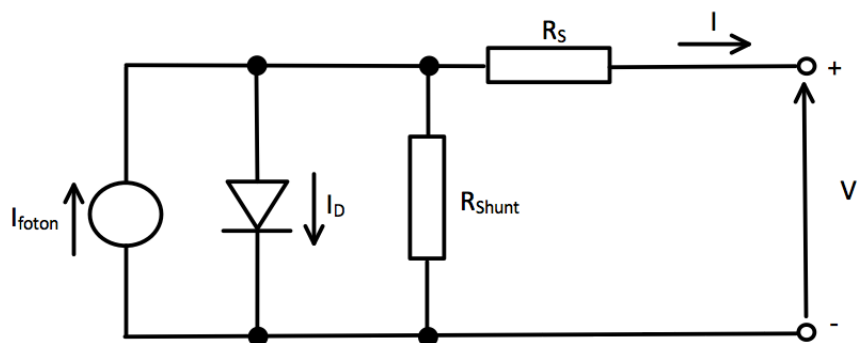 R_S
I
+
I_foton
I_D
R_Shunt
V
-